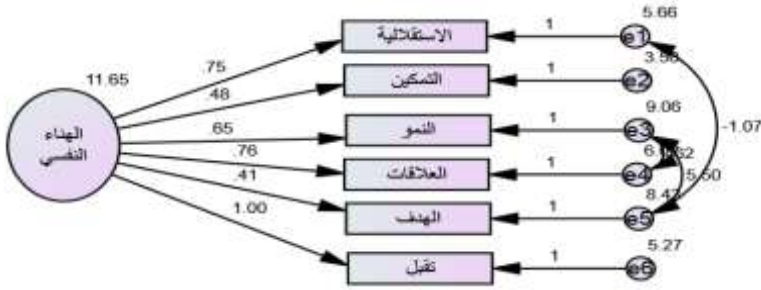 5.66
1
e1
الاستقلالية
.75
11.65
التمكين
.48
1
e2
9.06
1
e3
النمو
.65
-1.07
الهناء
النفسي
العلاقات
.76
1
e4
5.50
الهدف
.41
1
e5
1.00
5.27
1
e6
تقبل